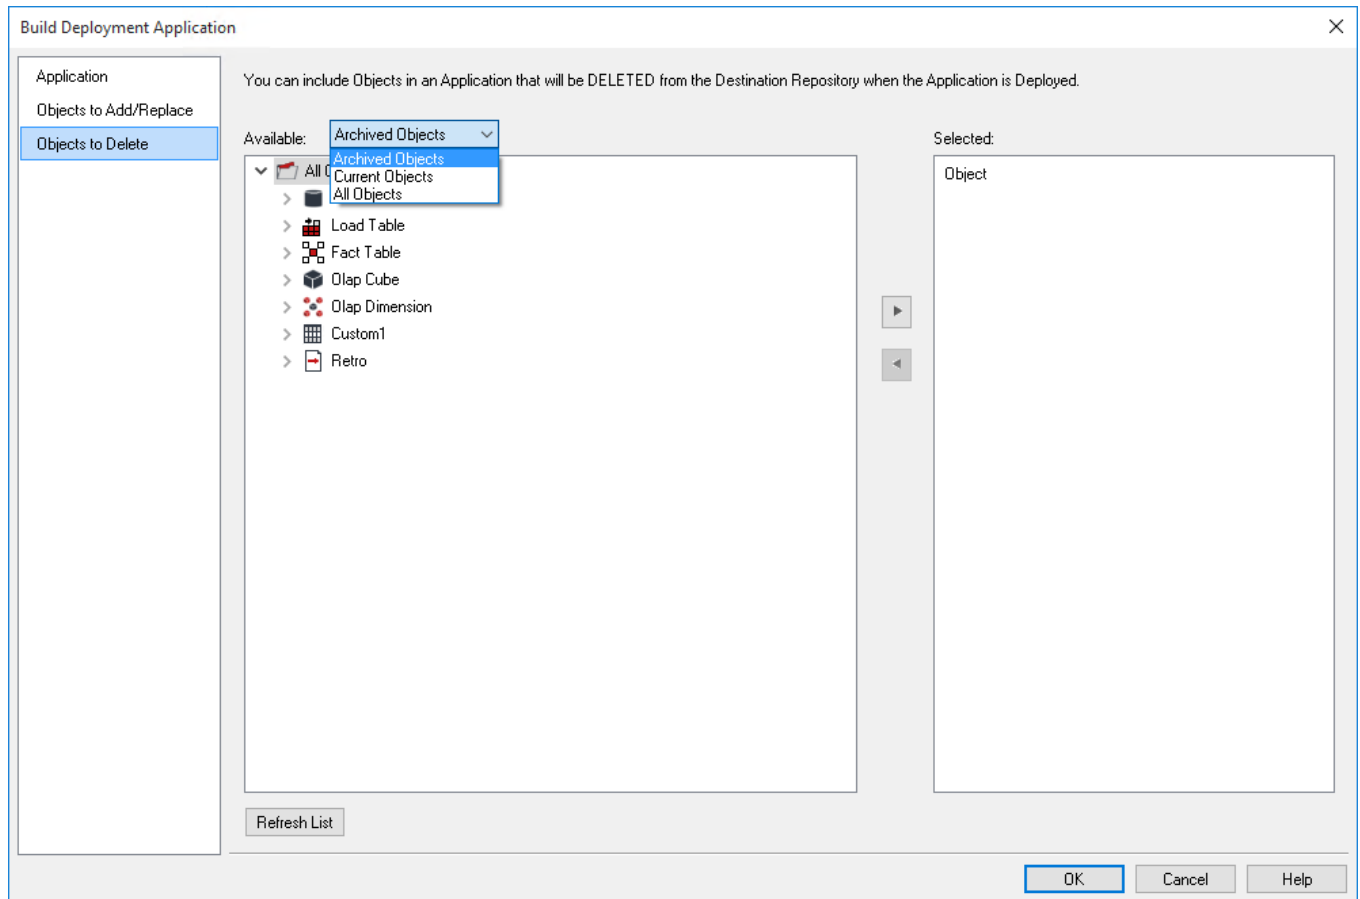 Build Deployment Application
Application
Objects to Add/Replace
Objects to Delete
You can include Objects in an Application that will be DELETED from the Destination Repository when the Application is Deployed.
Available:
Archived Objects
Archived Objects
Current Objects
All Objects
Selected:
Object
All
Load Table
Fact Table
Olap Cube
Olap Dimension
Custom1
Retro
Refresh List
OK
Cancel
Help